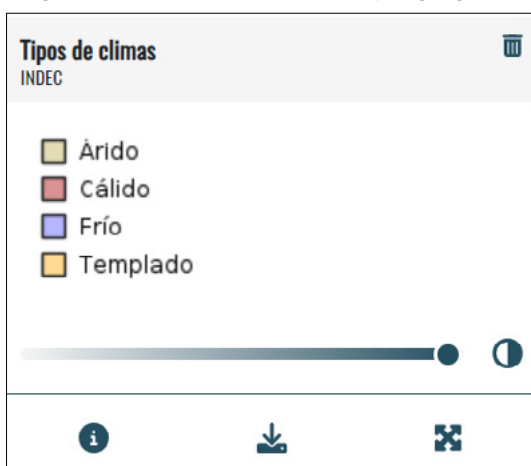 Tipos de climas
INDEC
Árido
Cálido
Frío
Templado